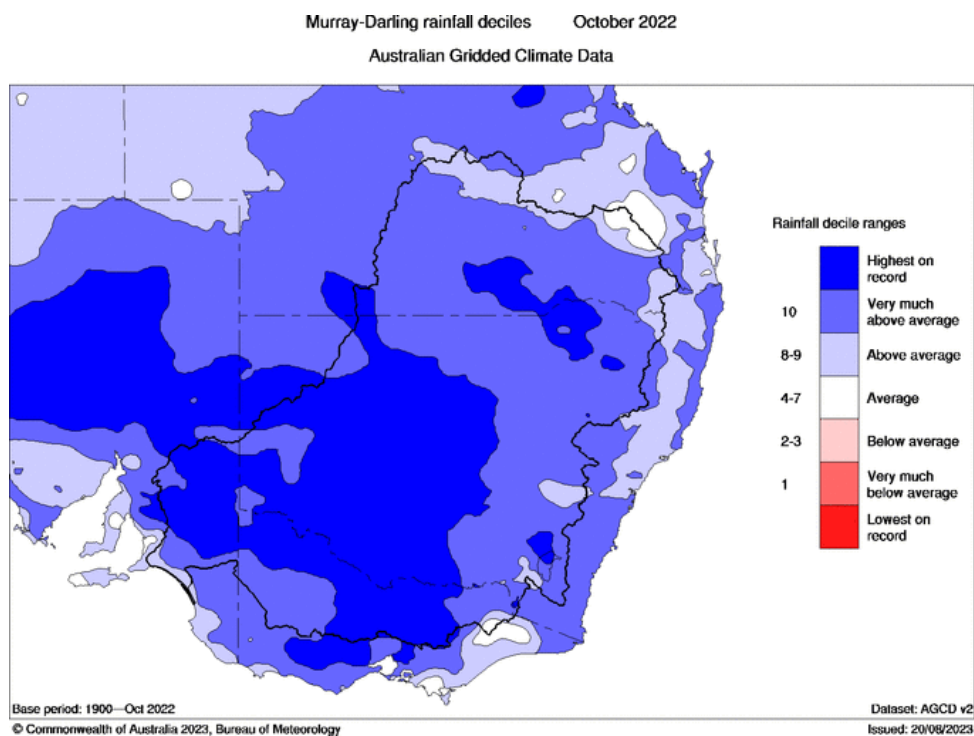 Murray-Darling rainfall deciles October 2022
Australian Gridded Climate Data
Rainfall decile ranges
Highest on
record
10 Very much
above average
8-9 Above average
4-7 Average
2-3 Below average
1 Very much
below average
Lowest on
record
Base period: 1900—Oct 2022 Dataset: AGCD v2
© Commonwealth of Australia 2023, Bureau of Meteorology Issued: 20/08/2023